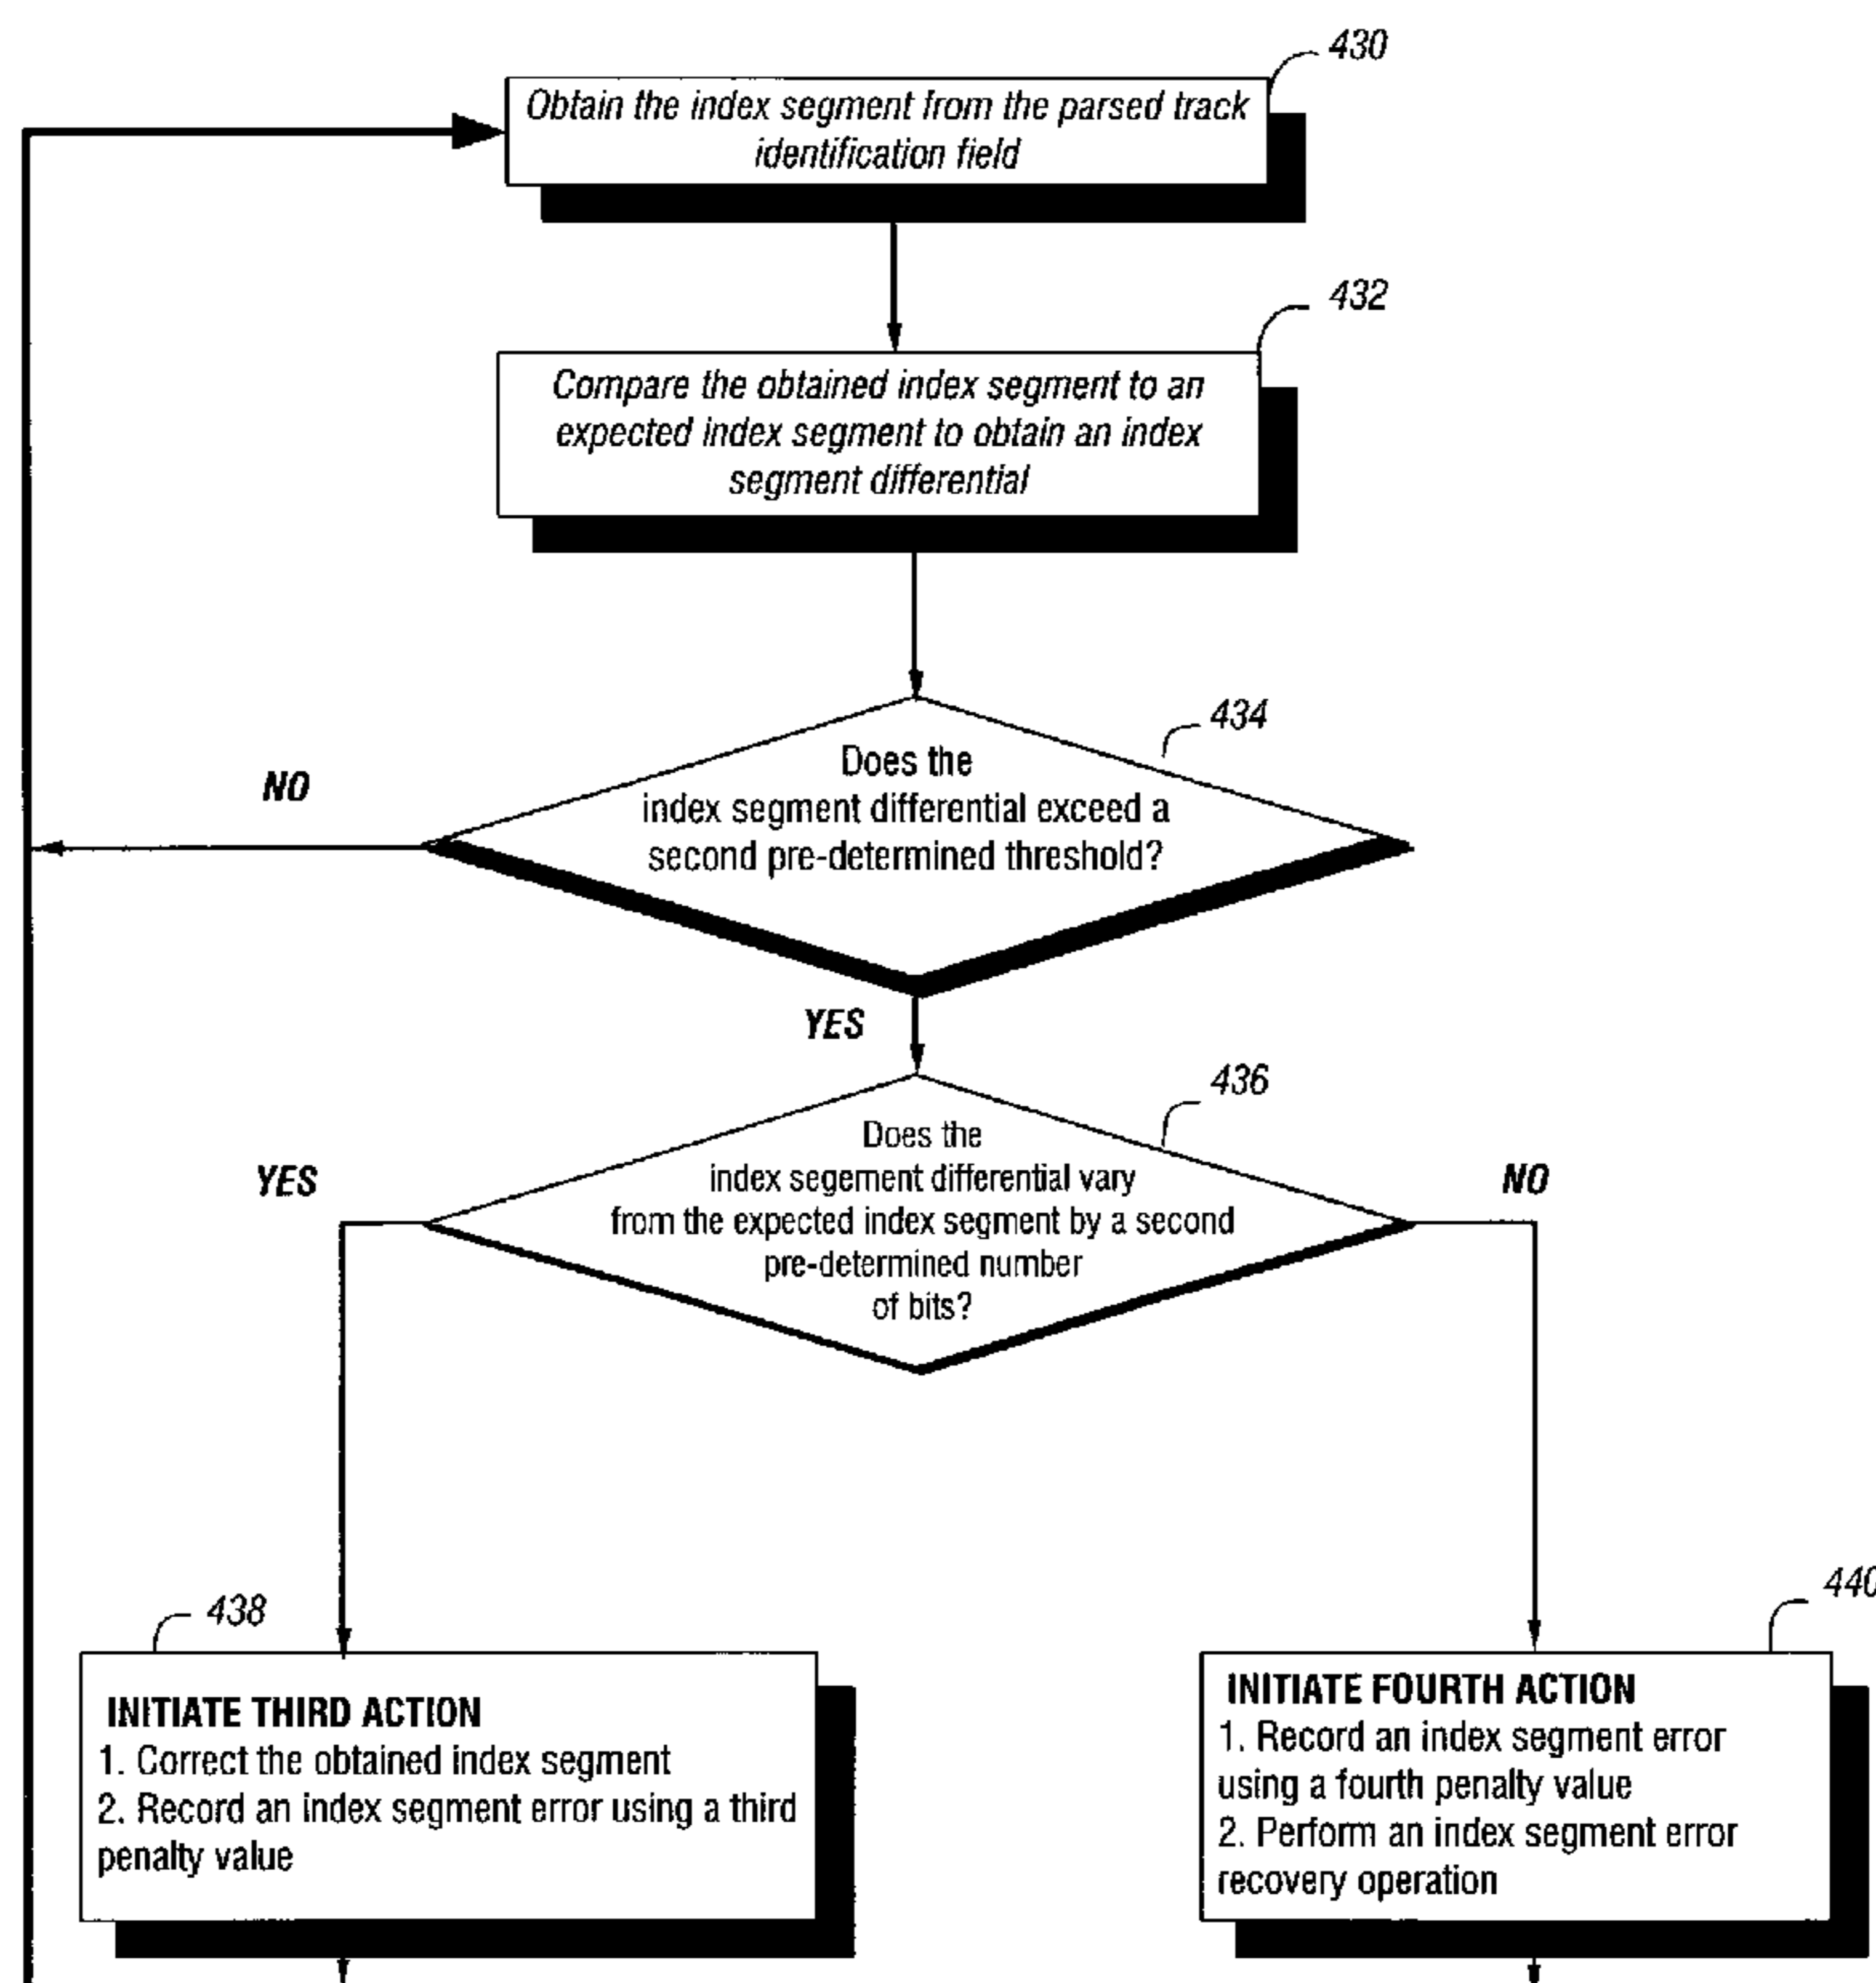 430
Obtain the index segment from the parsed track
identification field
432
Compare the obtained index segment to an
expected index segment to obtain an index
segment differential
434
Does the
index segment differential exceed a
second pre-determined threshold?
NO
YES
436
Does the
index segement differential vary
from the expected index segment by a second
pre-determined number
of bits?
YES
NO
438
INITIATE THIRD ACTION
1. Correct the obtained index segment
2. Record an index segment error using a third
penalty value
440
INITIATE FOURTH ACTION
1. Record an index segment error
using a fourth penalty value
2. Perform an index segment error
recovery operation